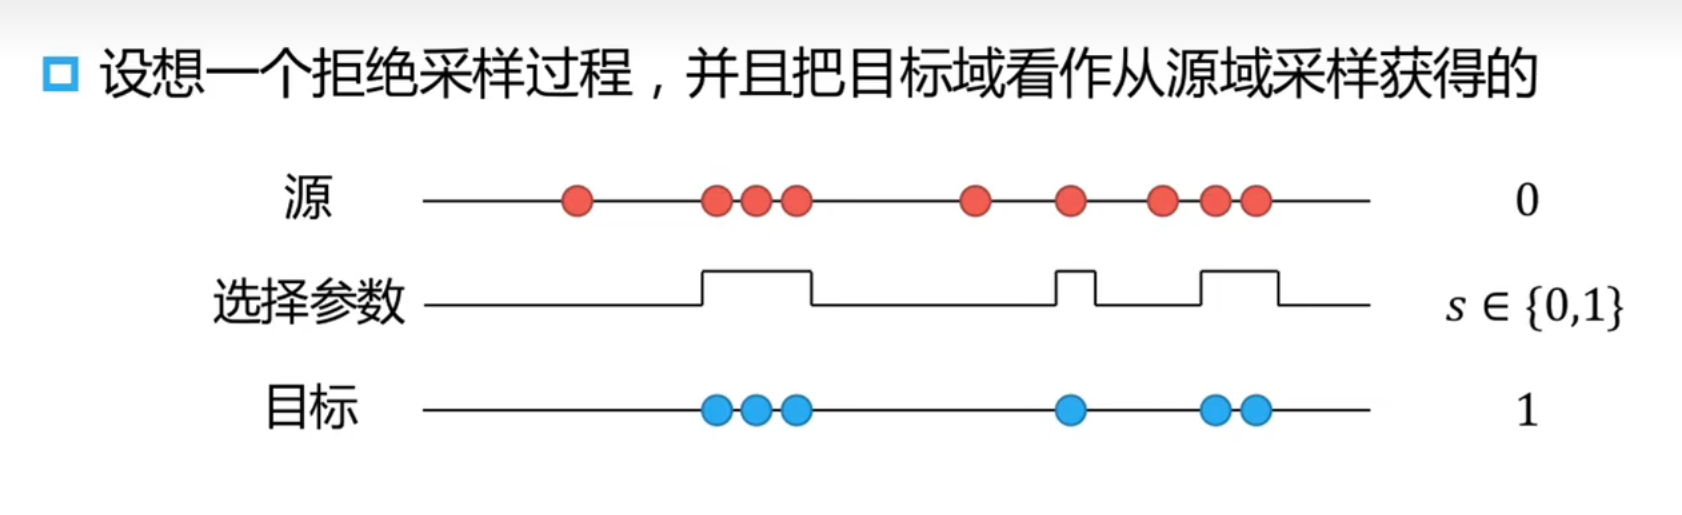 设想一个拒绝采样过程，并且把目标域看作从源域采样获得的
源 0
选择参数 s ∈ {0,1}
目标 1